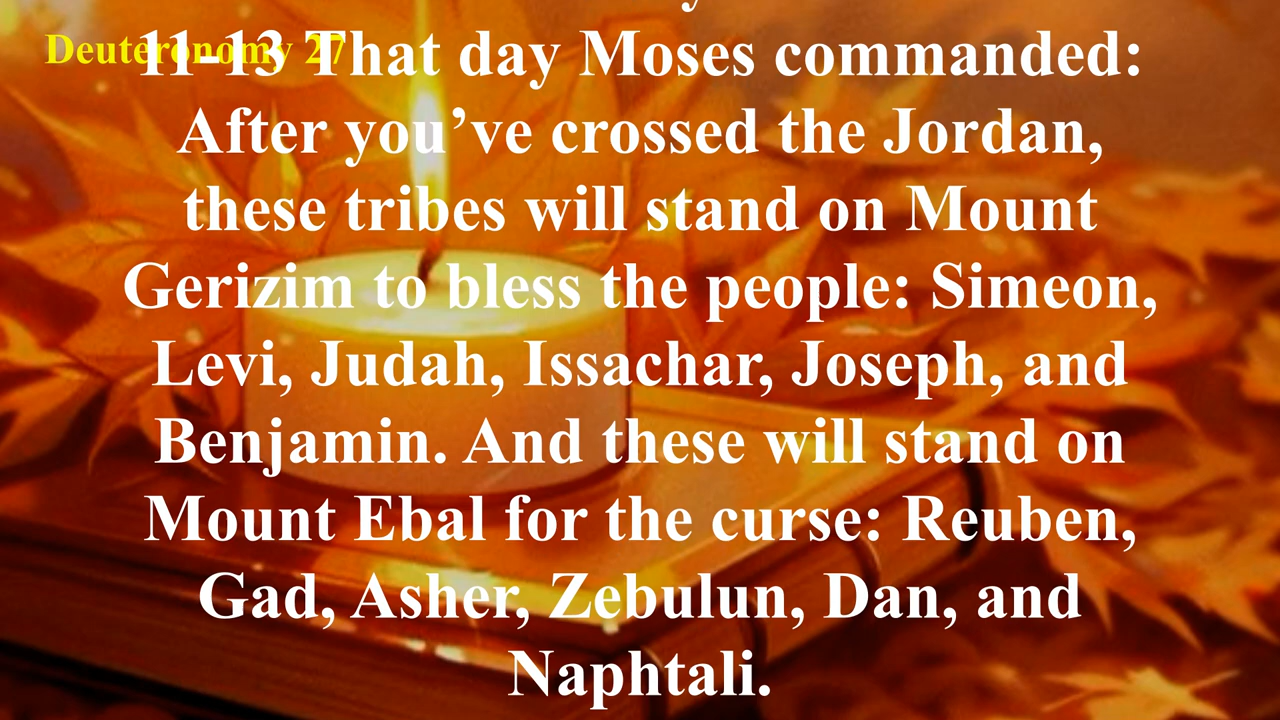 Deuteronomy 27
11-13 That day Moses commanded:
After you’ve crossed the Jordan,
these tribes will stand on Mount
Gerizim to bless the people: Simeon,
Levi, Judah, Issachar, Joseph, and
Benjamin. And these will stand on
Mount Ebal for the curse: Reuben,
Gad, Asher, Zebulun, Dan, and
Naphtali.